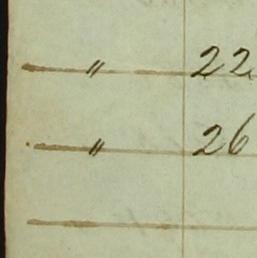 — " 22
— " 26
—